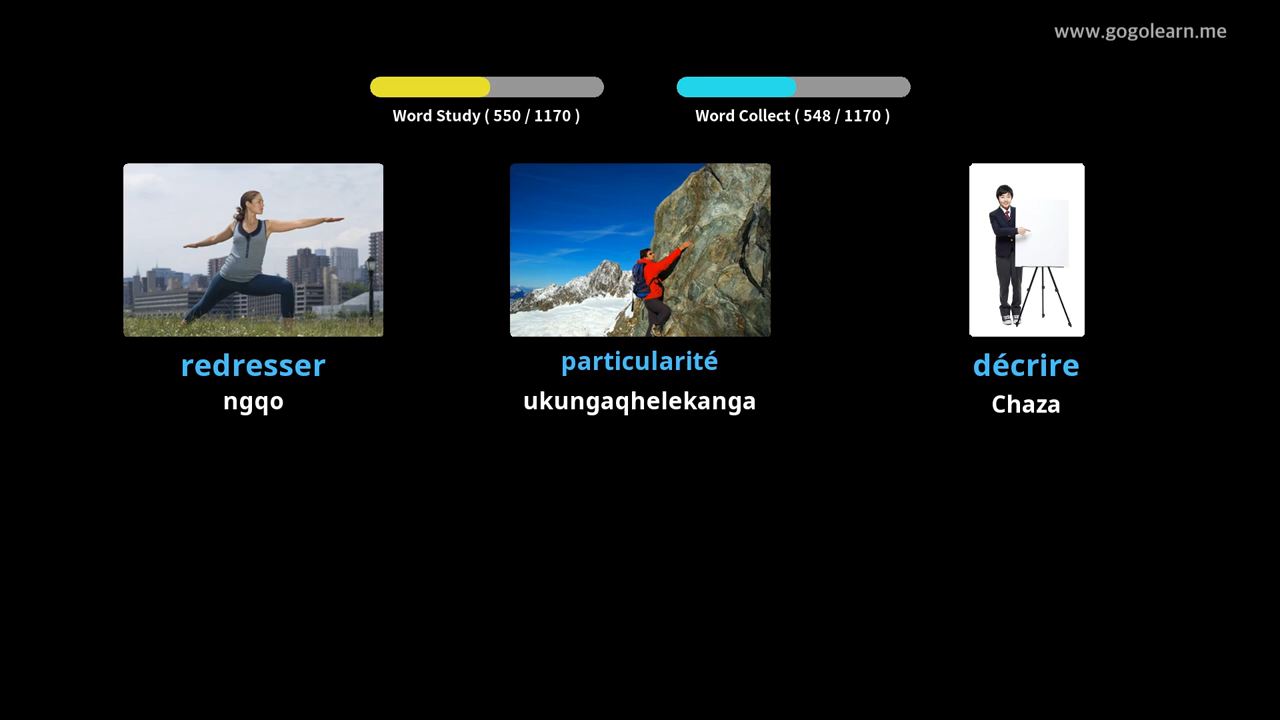 www.gogolearn.me
Word Study ( 550 / 1170 )
Word Collect ( 548 / 1170 )
redresser
ngqo
particularité
ukungaqhelekanga
décrire
Chaza